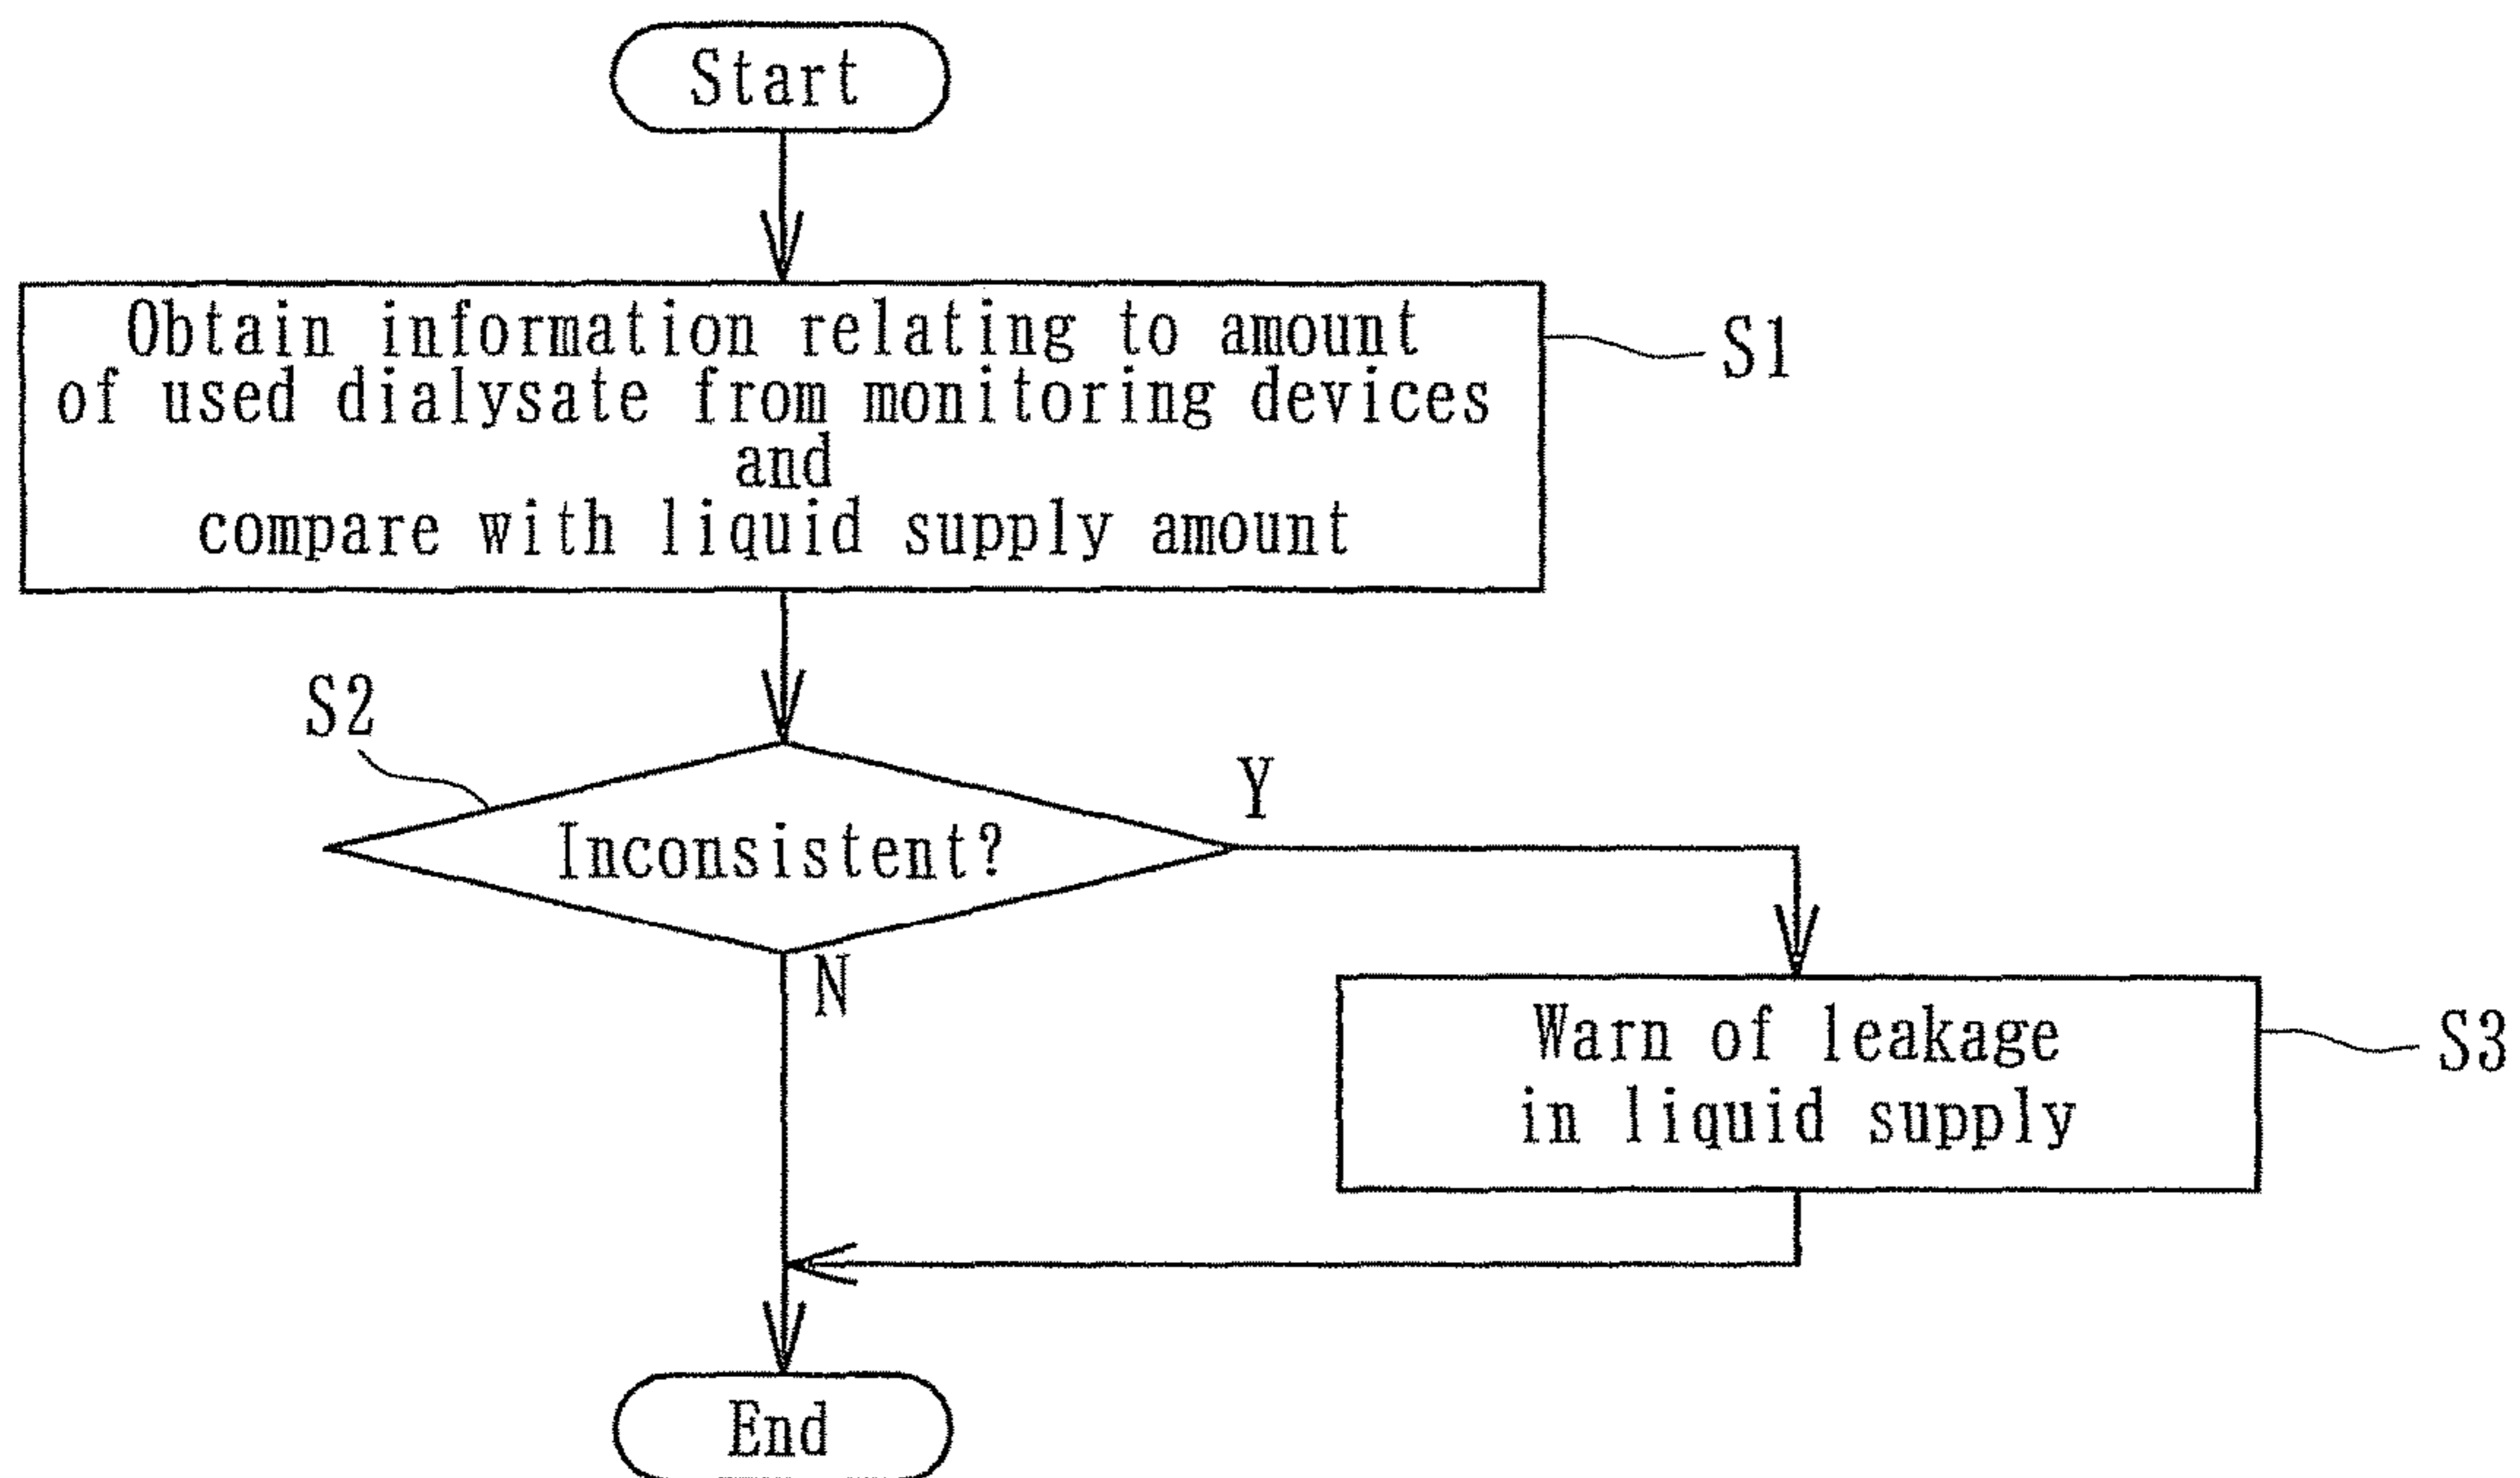 Start
Obtain information relating to amount
of used dialysate from monitoring devices
and
compare with liquid supply amount
S1
S2
Inconsistent?
Y
N
Warn of leakage
in liquid supply
S3
End